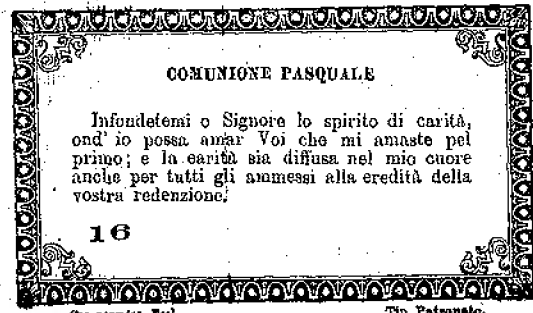 COMUNIONE PASQUALE
Infondetemi o Signore lo spirito di carità,
ond' io possa amar Voi che mi amaste pel
primo; e la carità sia diffusa nel mio cuore
anche per tutti gli ammessi alla eredità della
vostra redenzione.
16
Tip. Patronato.